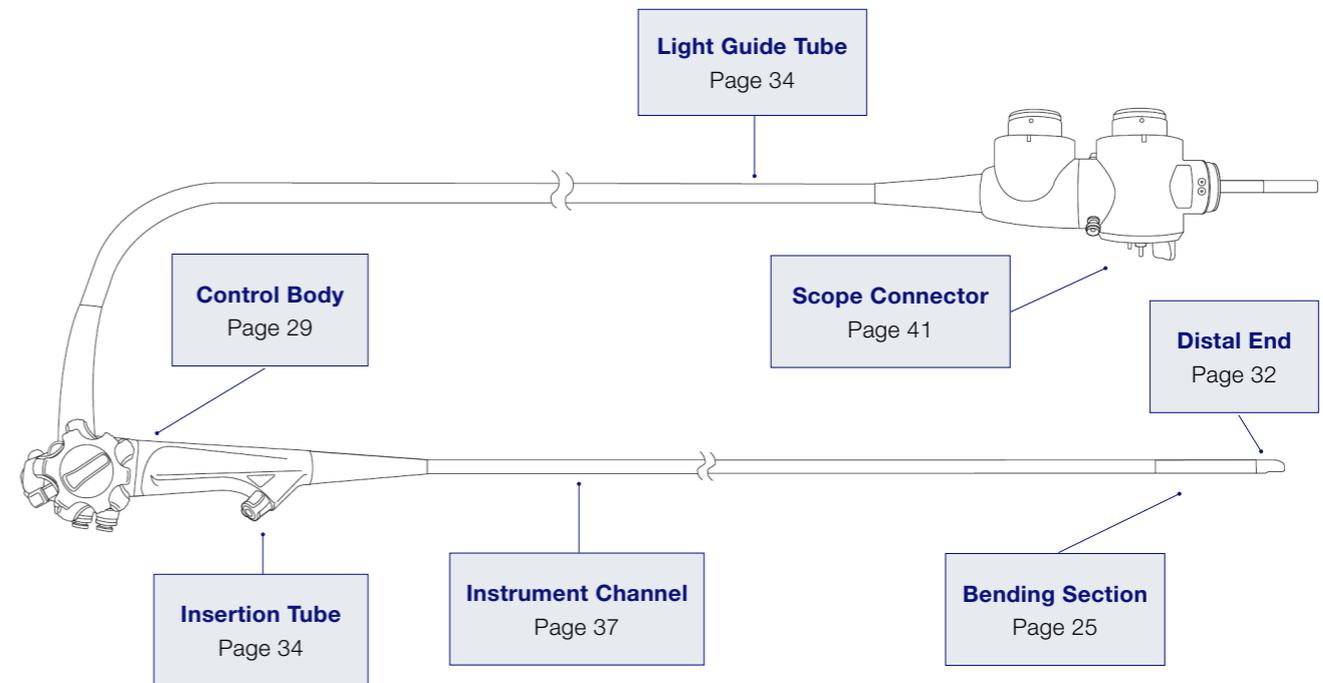 Light Guide Tube
Page 34
Control Body
Page 29
Scope Connector
Page 41
Distal End
Page 32
Insertion Tube
Page 34
Instrument Channel
Page 37
Bending Section
Page 25